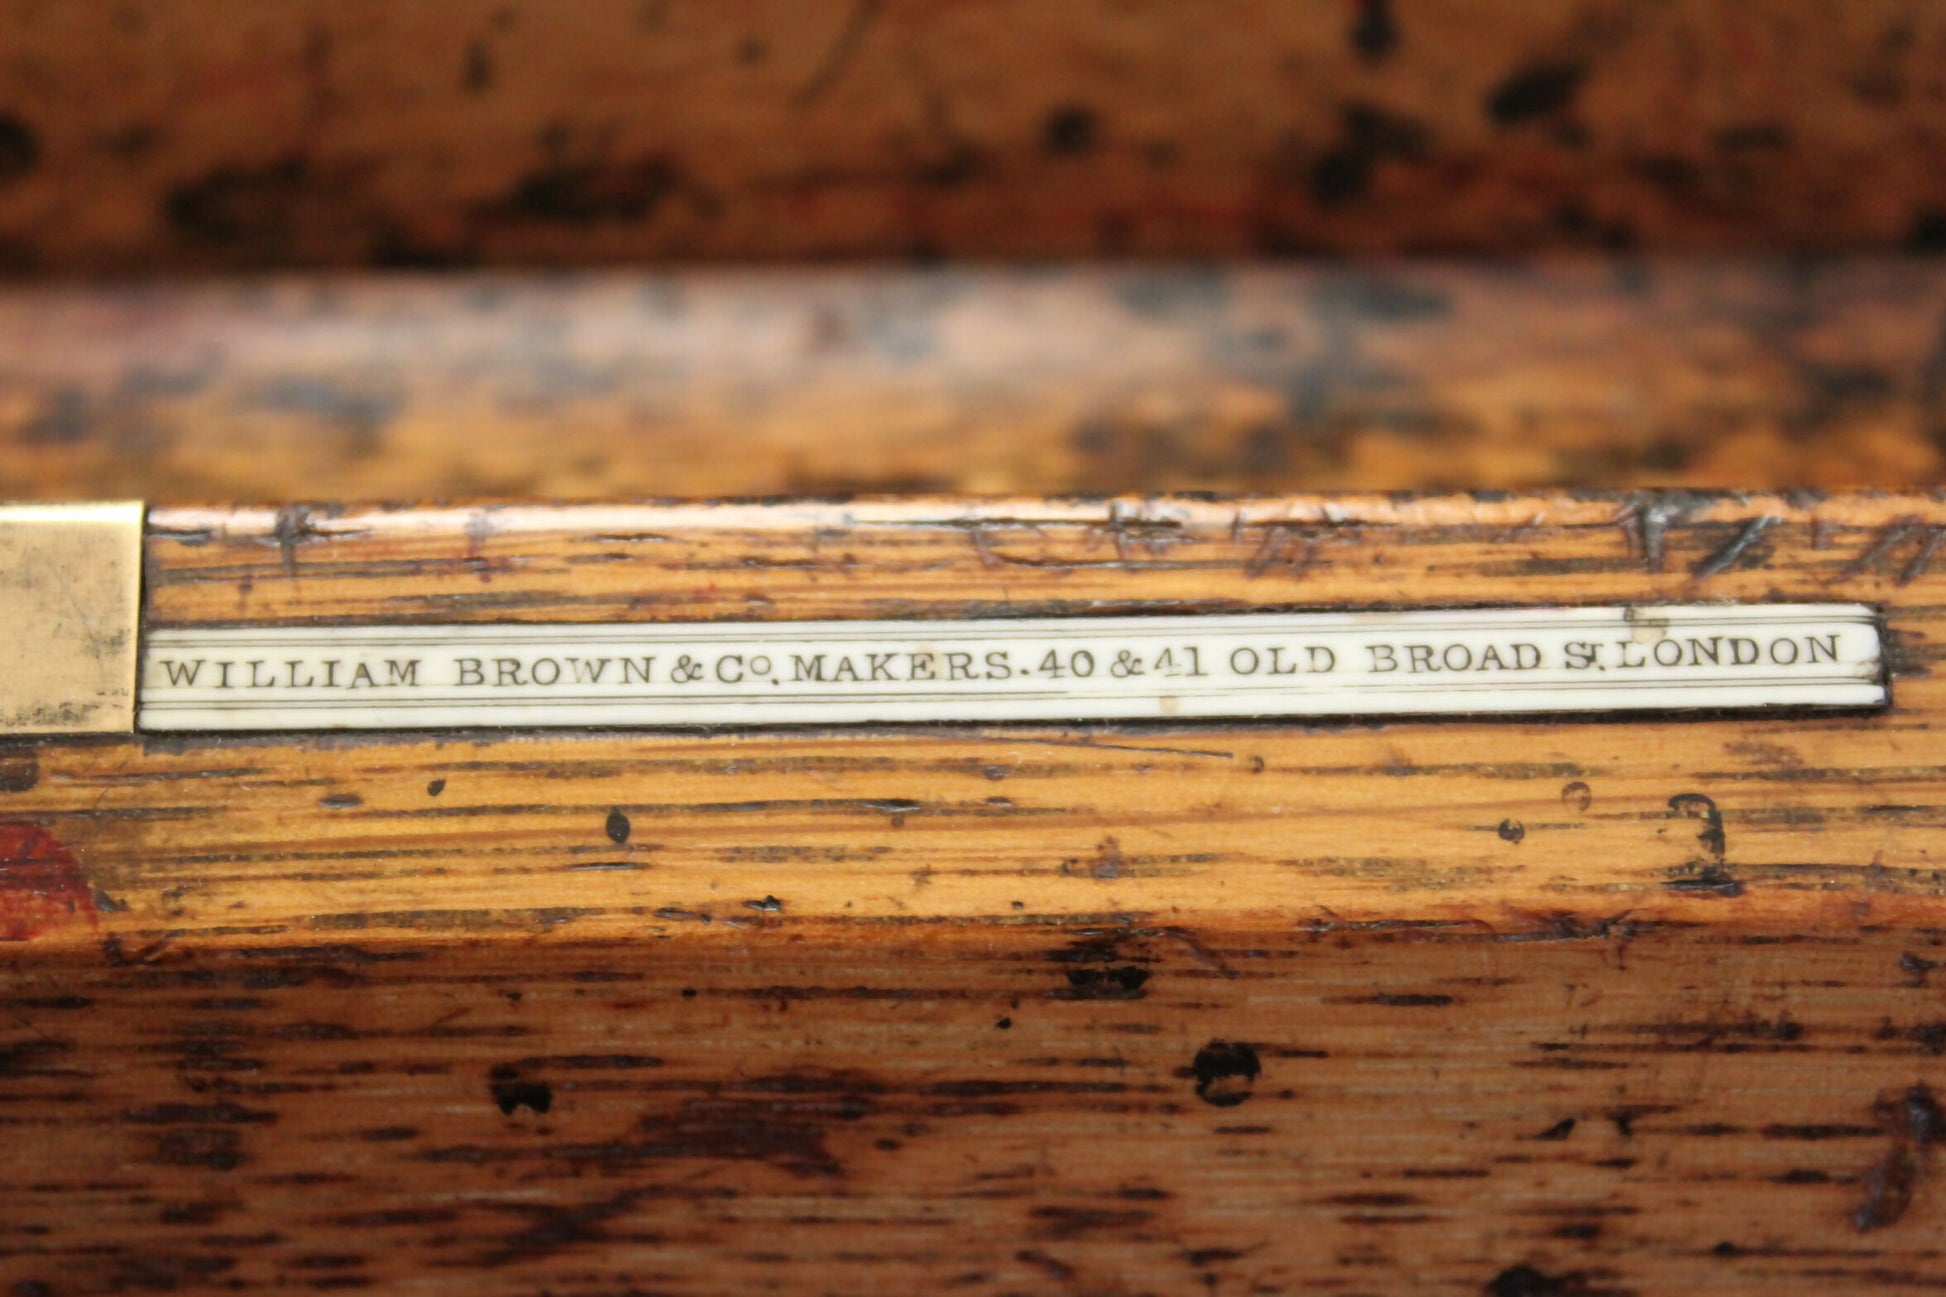 WILLIAM BROWN & Co. MAKERS. 40 & 41 OLD BROAD St. LONDON